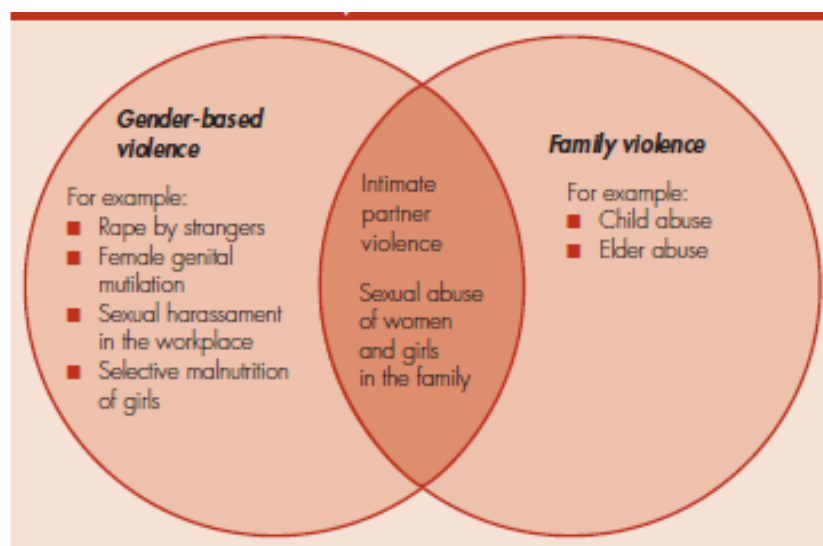 Gender-based
violence
For example:
■ Rape by strangers
■ Female genital
mutilation
■ Sexual harassment
in the workplace
■ Selective malnutrition
of girls
Intimate
partner
violence
Sexual abuse
of women
and girls
in the family
Family violence
For example:
■ Child abuse
■ Elder abuse